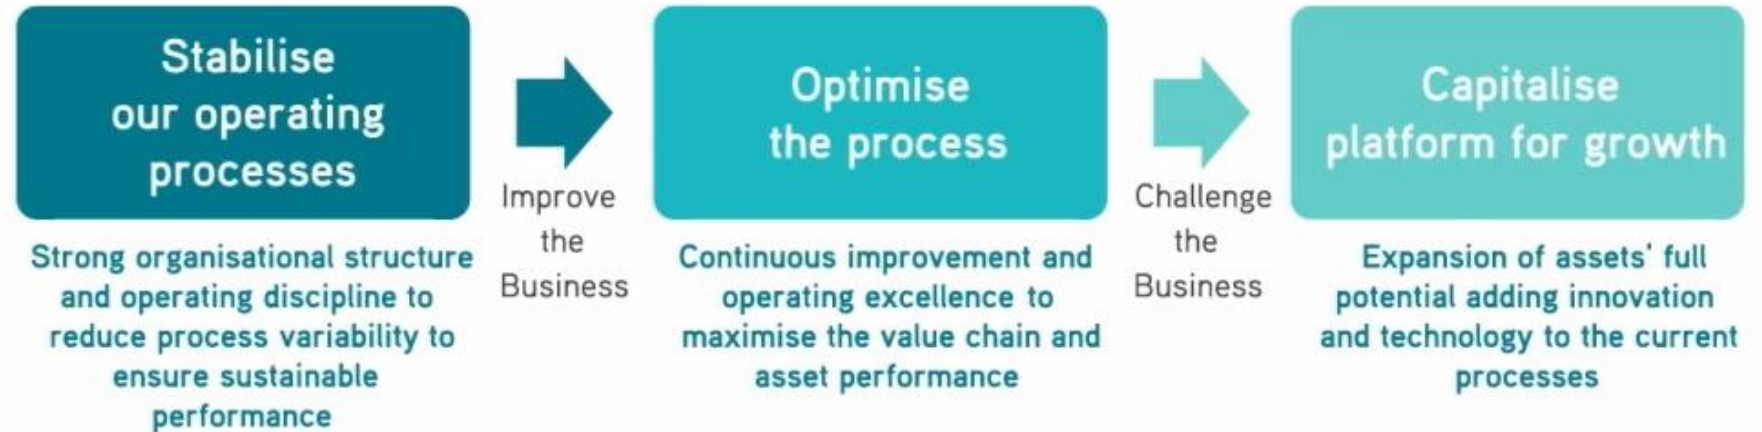 Stabilise
our operating
processes
Strong organisational structure
and operating discipline to
reduce process variability to
ensure sustainable
performance
Improve
the
Business
Optimise
the process
Continuous improvement and
operating excellence to
maximise the value chain and
asset performance
Challenge
the
Business
Capitalise
platform for growth
Expansion of assets' full
potential adding innovation
and technology to the current
processes